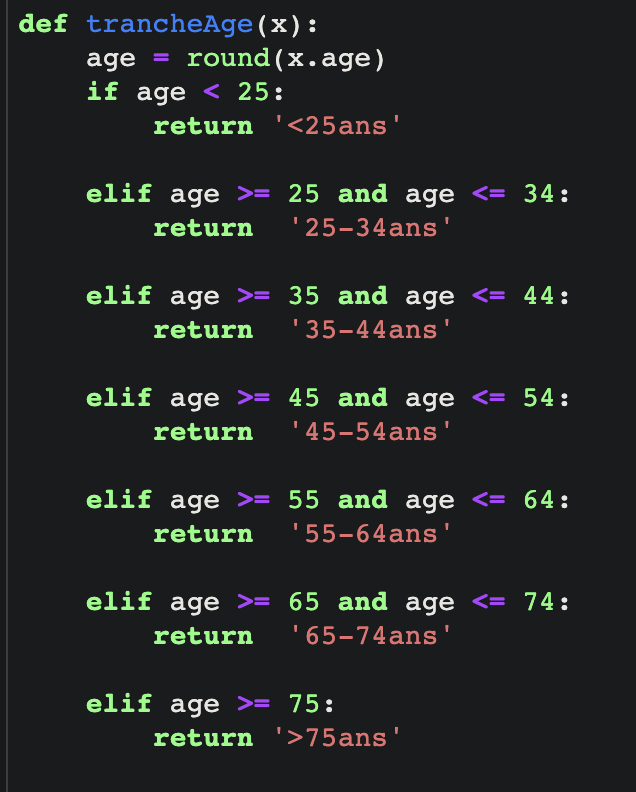 def trancheAge(x):
    age = round(x.age)
    if age < 25:
        return '<25ans'
    elif age >= 25 and age <= 34:
        return  '25-34ans'
    elif age >= 35 and age <= 44:
        return  '35-44ans'
    elif age >= 45 and age <= 54:
        return  '45-54ans'
    elif age >= 55 and age <= 64:
        return  '55-64ans'
    elif age >= 65 and age <= 74:
        return  '65-74ans'
    elif age >= 75:
        return '>75ans'